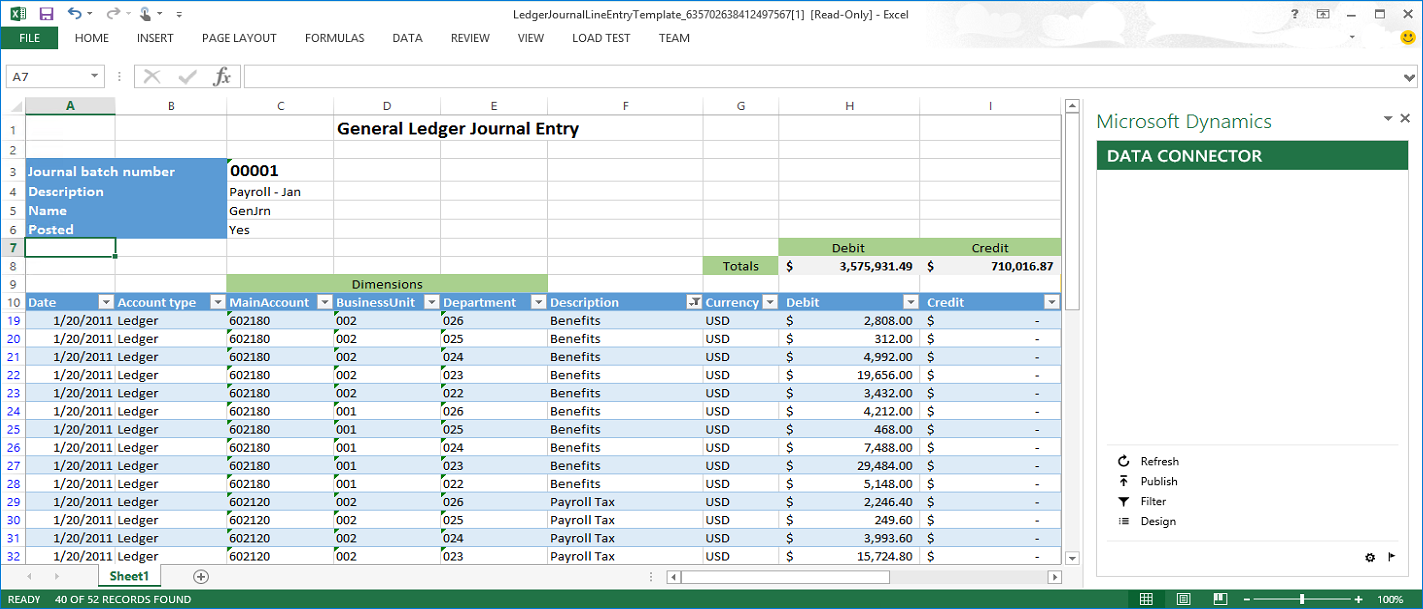 LedgerJournalLineEntryTemplate_635702638412497567[1] [Read-Only] - Excel
FILE HOME INSERT PAGE LAYOUT FORMULAS DATA REVIEW VIEW LOAD TEST TEAM
A7 fx
A B C D E F G H I
1 General Ledger Journal Entry
2
3 Journal batch number 00001
4 Description Payroll - Jan
5 Name GenJrn
6 Posted Yes
7 Debit Credit
8 Totals $ 3,575,931.49 $ 710,016.87
9 Dimensions
10 Date Account type MainAccount BusinessUnit Department Description Currency Debit Credit
19 1/20/2011 Ledger 602180 002 026 Benefits USD $ 2,808.00 $ -
20 1/20/2011 Ledger 602180 002 025 Benefits USD $ 312.00 $ -
21 1/20/2011 Ledger 602180 002 024 Benefits USD $ 4,992.00 $ -
22 1/20/2011 Ledger 602180 002 023 Benefits USD $ 19,656.00 $ -
23 1/20/2011 Ledger 602180 002 022 Benefits USD $ 3,432.00 $ -
24 1/20/2011 Ledger 602180 001 026 Benefits USD $ 4,212.00 $ -
25 1/20/2011 Ledger 602180 001 025 Benefits USD $ 468.00 $ -
26 1/20/2011 Ledger 602180 001 024 Benefits USD $ 7,488.00 $ -
27 1/20/2011 Ledger 602180 001 023 Benefits USD $ 29,484.00 $ -
28 1/20/2011 Ledger 602180 001 022 Benefits USD $ 5,148.00 $ -
29 1/20/2011 Ledger 602120 002 026 Payroll Tax USD $ 2,246.40 $ -
30 1/20/2011 Ledger 602120 002 025 Payroll Tax USD $ 249.60 $ -
31 1/20/2011 Ledger 602120 002 024 Payroll Tax USD $ 3,993.60 $ -
32 1/20/2011 Ledger 602120 002 023 Payroll Tax USD $ 15,724.80 $ -
Microsoft Dynamics
DATA CONNECTOR
Refresh
Publish
Filter
Design
Sheet1
READY 40 OF 52 RECORDS FOUND 100%